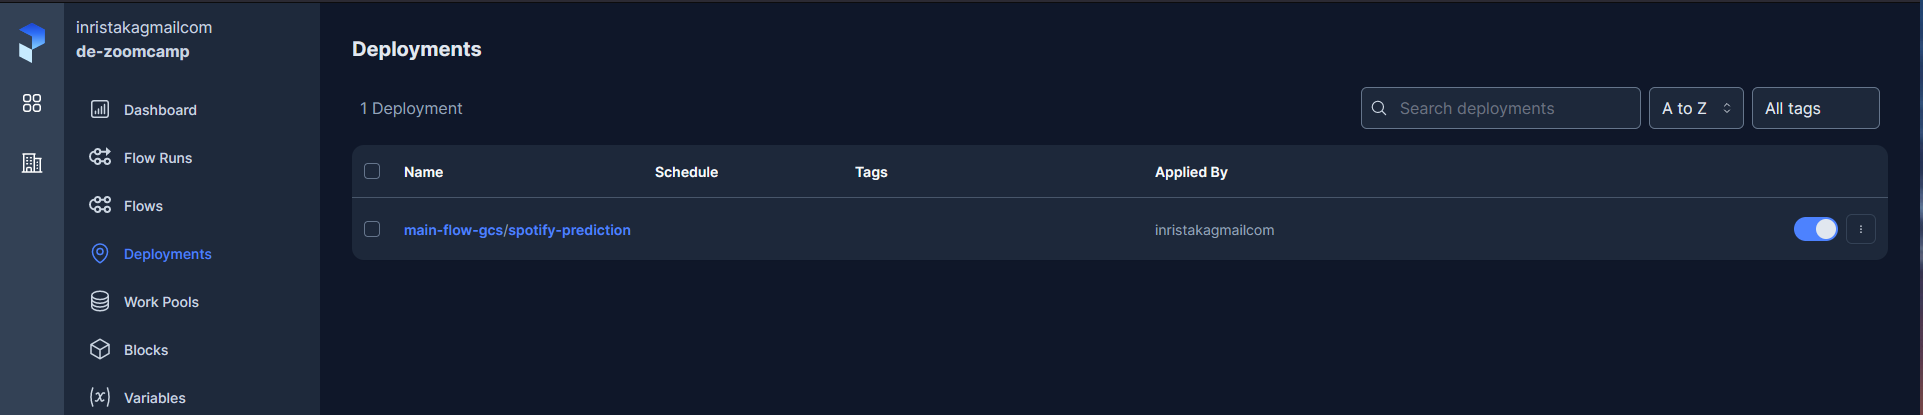 inristakagmailcom
de-zoomcamp
Dashboard
Flow Runs
Flows
Deployments
Work Pools
Blocks
(x) Variables
Deployments
1 Deployment
Search deployments
A to Z
All tags
Name Schedule Tags Applied By
main-flow-gcs/spotify-prediction inristakagmailcom